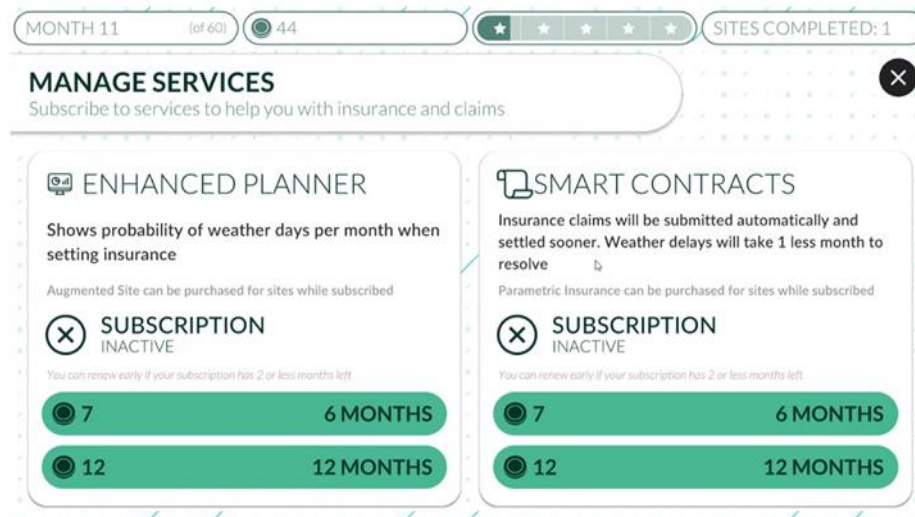 MONTH 11 (of 60) 44 SITES COMPLETED: 1
MANAGE SERVICES
Subscribe to services to help you with insurance and claims
ENHANCED PLANNER
Shows probability of weather days per month when
setting insurance
Augmented Site can be purchased for sites while subscribed
SUBSCRIPTION
INACTIVE
You can renew early if your subscription has 2 or less months left
7 6 MONTHS
12 12 MONTHS
SMART CONTRACTS
Insurance claims will be submitted automatically and
settled sooner. Weather delays will take 1 less month to
resolve
Parametric Insurance can be purchased for sites while subscribed
SUBSCRIPTION
INACTIVE
You can renew early if your subscription has 2 or less months left
7 6 MONTHS
12 12 MONTHS